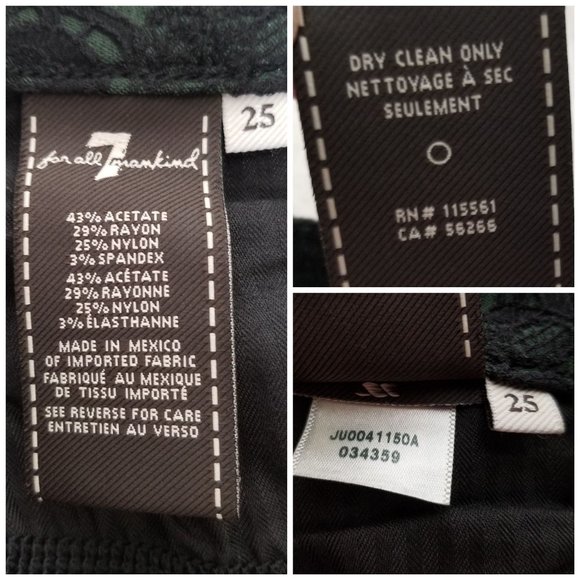 7
for all mankind
25
43% ACETATE
29% RAYON
25% NYLON
3% SPANDEX
43% ACÉTATE
29% RAYONNE
25% NYLON
3% ÉLASTHANNE
MADE IN MEXICO
OF IMPORTED FABRIC
FABRIQUÉ AU MEXIQUE
DE TISSU IMPORTÉ
SEE REVERSE FOR CARE
ENTRETIEN AU VERSO
DRY CLEAN ONLY
NETTOYAGE À SEC
SEULEMENT
RN# 115561
CA# 56266
25
JU0041150A
034359